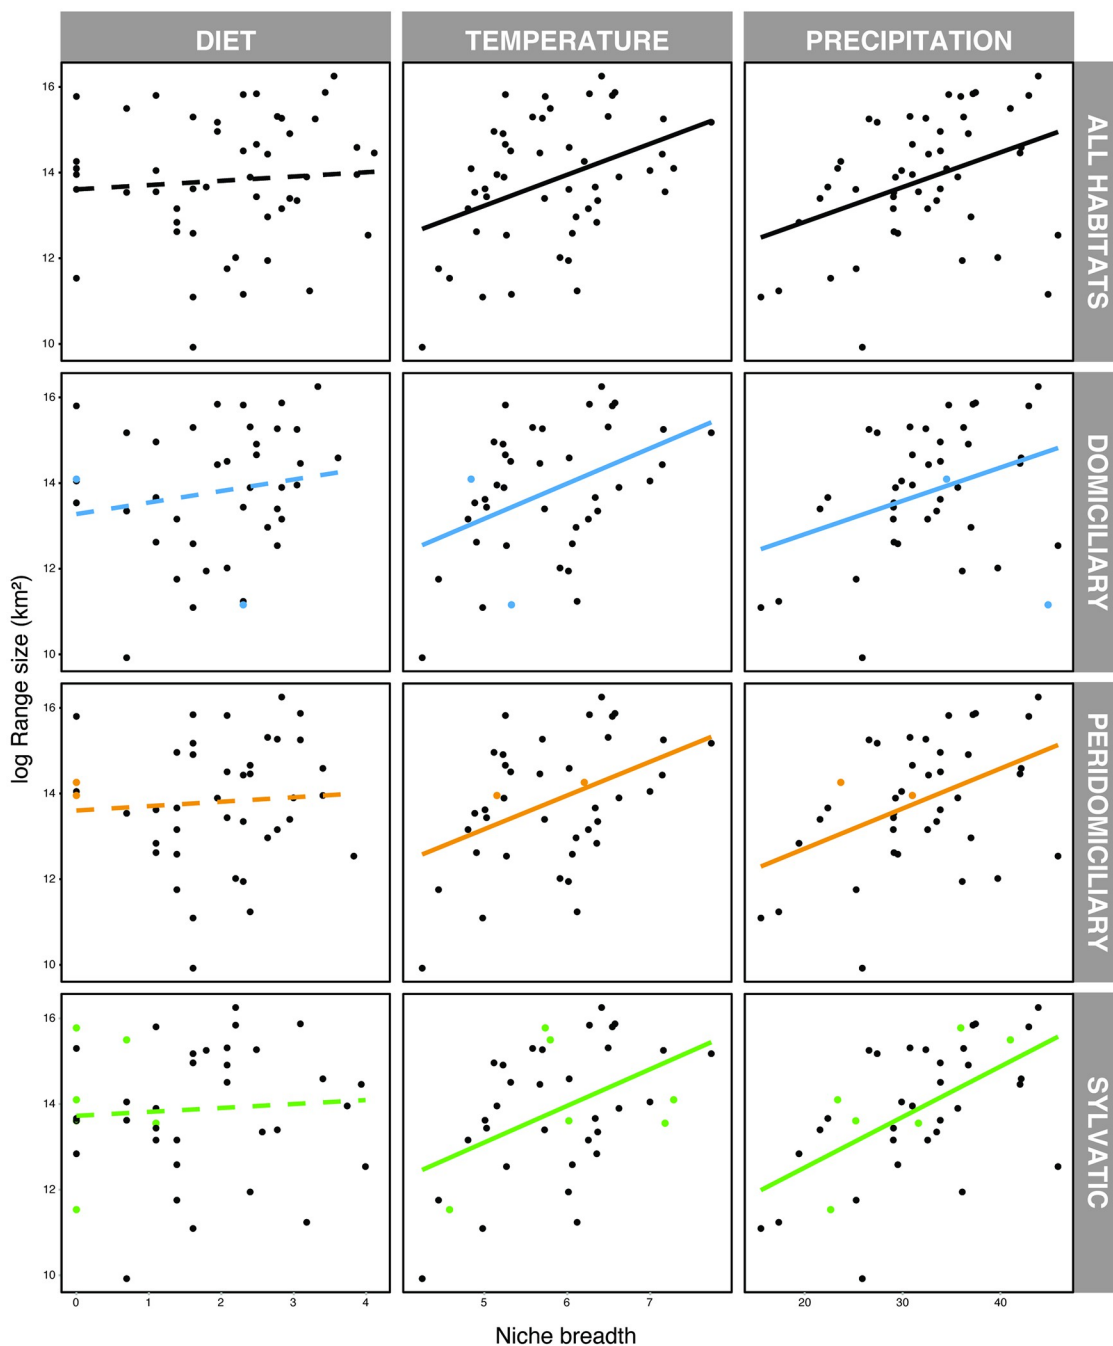 DIET TEMPERATURE PRECIPITATION
16
14
12
10
ALL HABITATS
16
14
12
10
DOMICILIARY
log Range size (km²)
16
14
12
10
PERIDOMICILIARY
16
14
12
10
SYLVATIC
0 1 2 3 4 5 6 7 20 30 40
Niche breadth